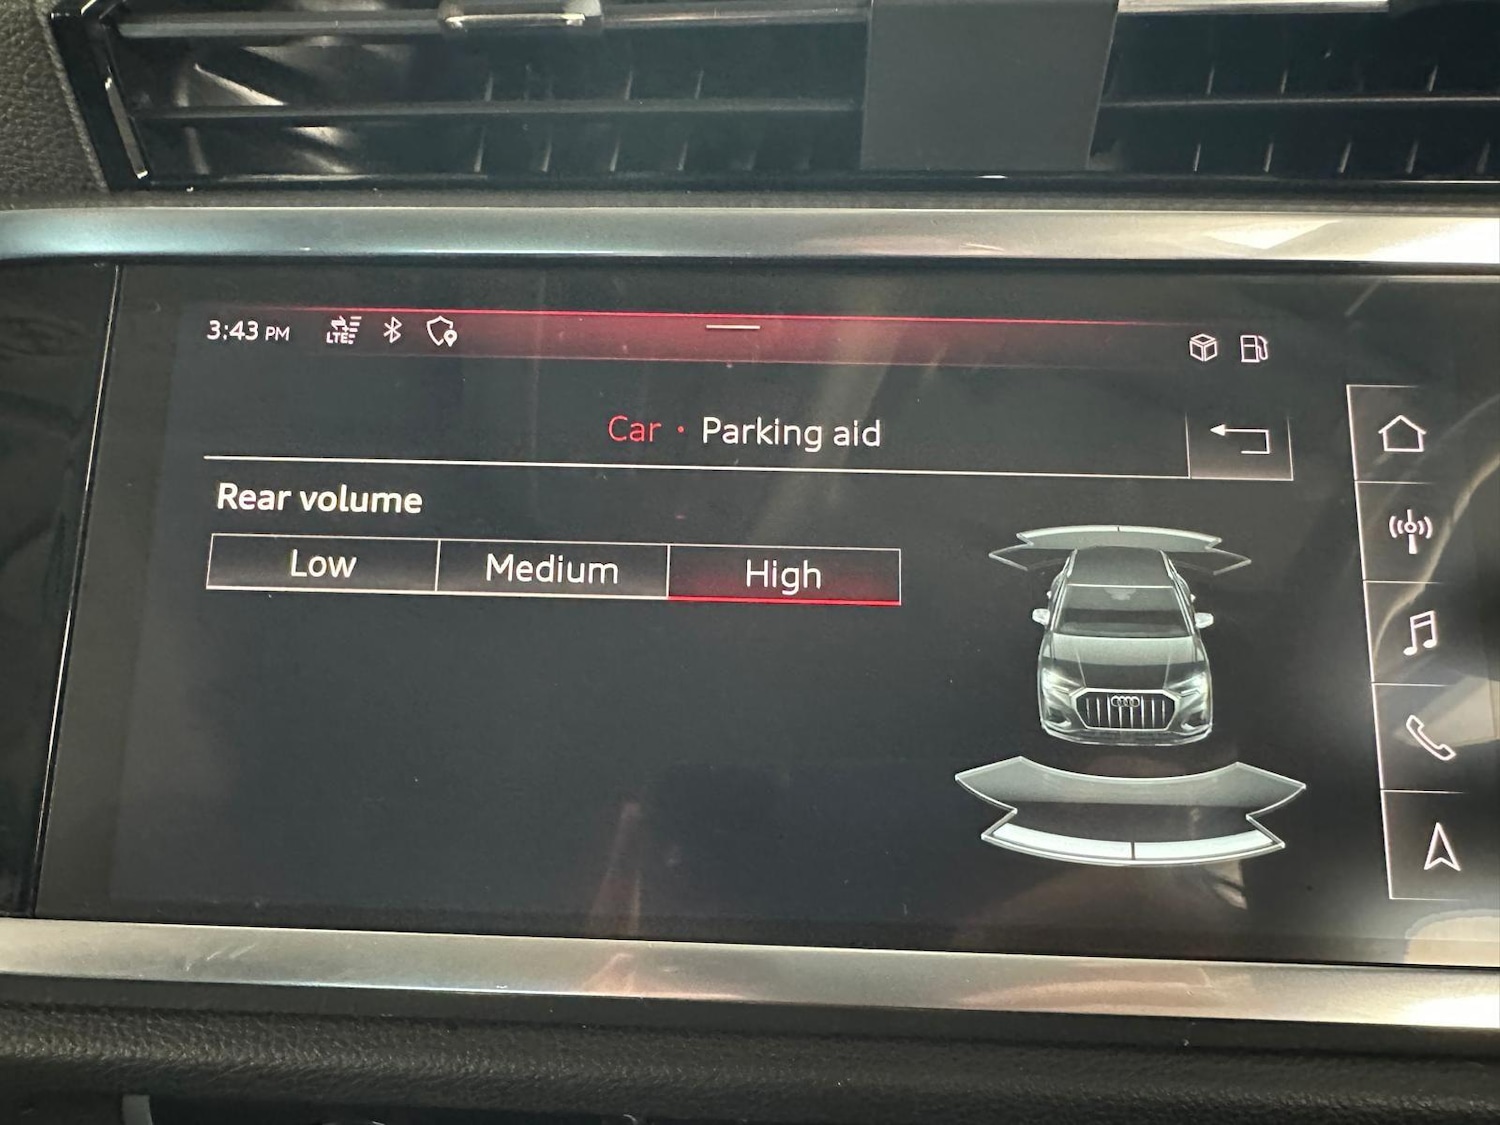 3:43 PM
LTE
Car • Parking aid
Rear volume
Low
Medium
High